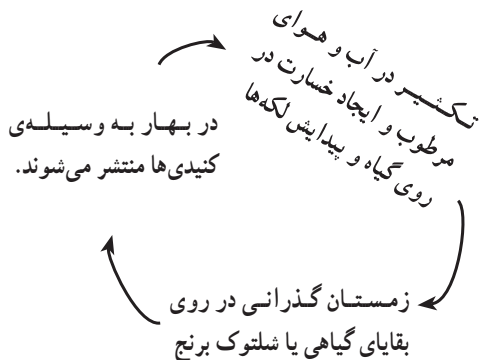 تکثیر در آب و هوای
مرطوب و ایجاد خسارت در
روی گیاه و پیدایش لکه‌ها
در بهار به وسیله‌ی
کنیدی‌ها منتشر می‌شوند.
زمستان گذرانی در روی
بقایای گیاهی یا شلتوک برنج